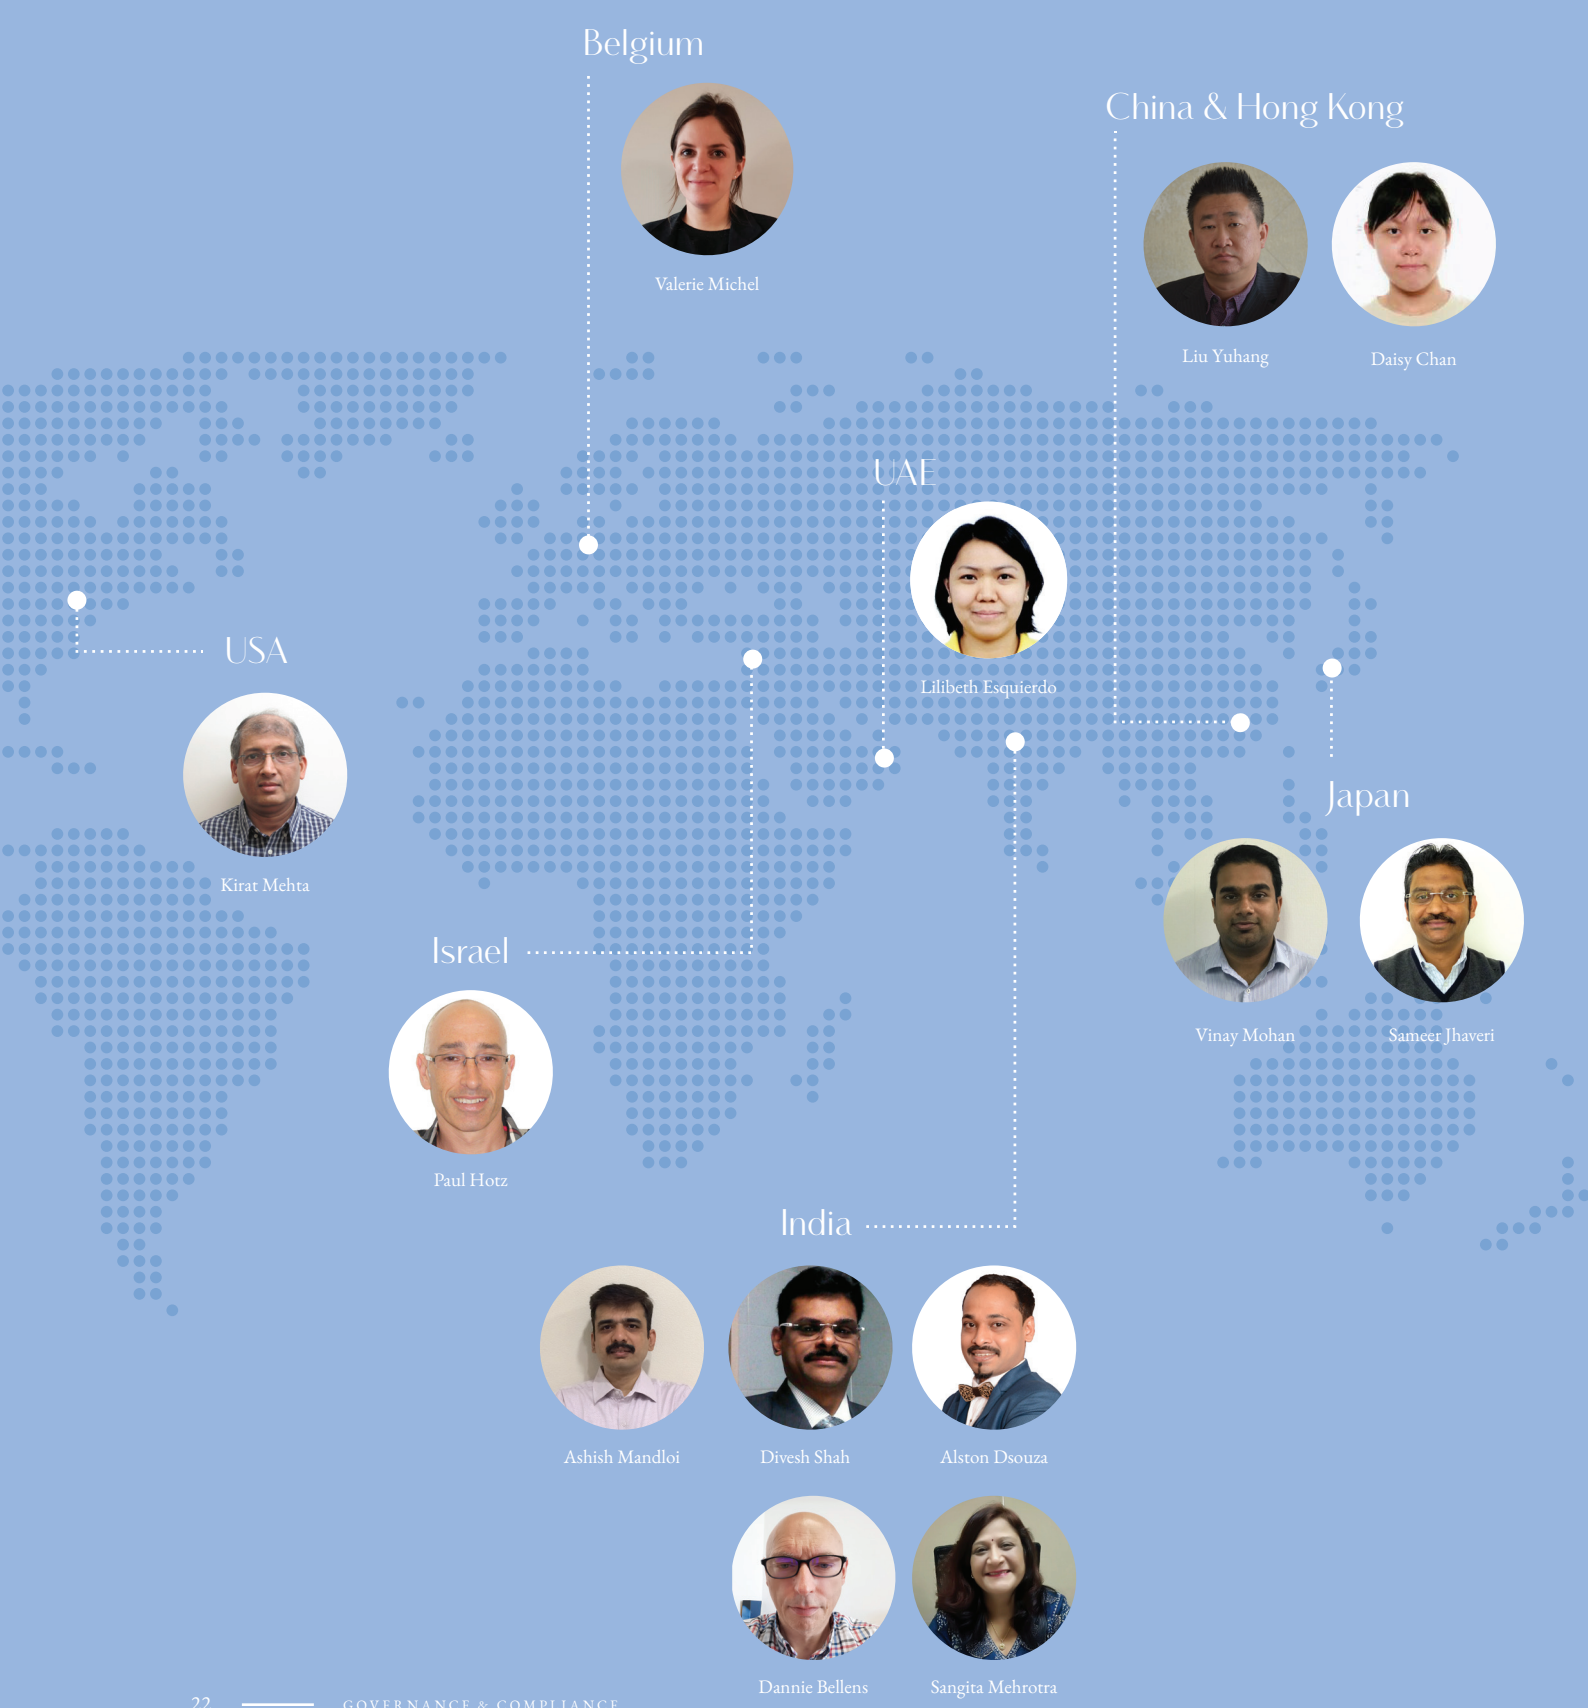 Belgium
Valerie Michel
China & Hong Kong
Liu Yuhang
Daisy Chan
UAE
Lilibeth Esquierdo
USA
Kirat Mehta
Japan
Vinay Mohan
Sameer Jhaveri
Israel
Paul Hotz
India
Ashish Mandloi
Divesh Shah
Alston Dsouza
Dannie Bellens
Sangita Mehrotra
22
GOVERNANCE & COMPLIANCE